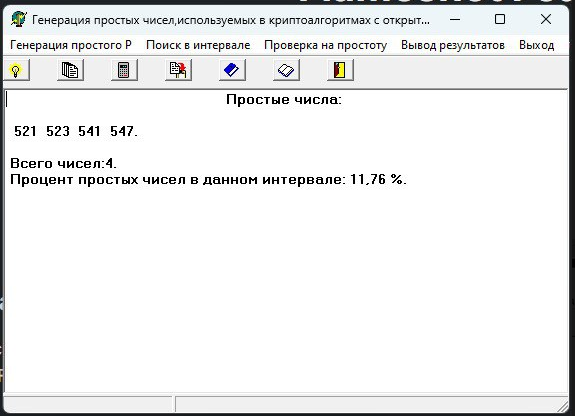 Генерация простых чисел,используемых в криптоалгоритмах с открыт...
Генерация простого Р Поиск в интервале Проверка на простоту Вывод результатов Выход
Простые числа:
521 523 541 547.
Всего чисел:4.
Процент простых чисел в данном интервале: 11,76 %.